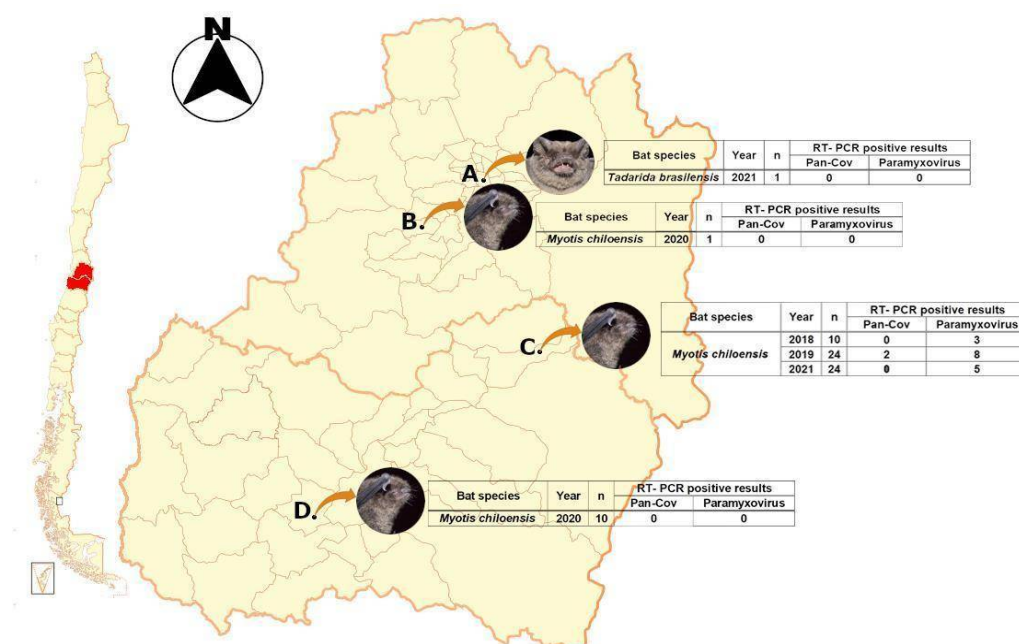 N
A.
Bat species Year n RT- PCR positive results
Pan-Cov Paramyxovirus
Tadarida brasilensis 2021 1 0 0
B.
Bat species Year n RT- PCR positive results
Pan-Cov Paramyxovirus
Myotis chiloensis 2020 1 0 0
C.
Bat species Year n RT- PCR positive results
Pan-Cov Paramyxovirus
2018 10 0 3
Myotis chiloensis 2019 24 2 8
2021 24 0 5
D.
Bat species Year n RT- PCR positive results
Pan-Cov Paramyxovirus
Myotis chiloensis 2020 10 0 0